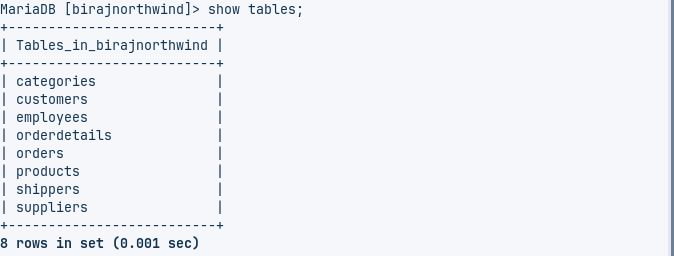 MariaDB [birajnorthwind]> show tables;
+--------------------------+
| Tables_in_birajnorthwind |
+--------------------------+
| categories               |
| customers                |
| employees                |
| orderdetails             |
| orders                   |
| products                 |
| shippers                 |
| suppliers                |
+--------------------------+
8 rows in set (0.001 sec)